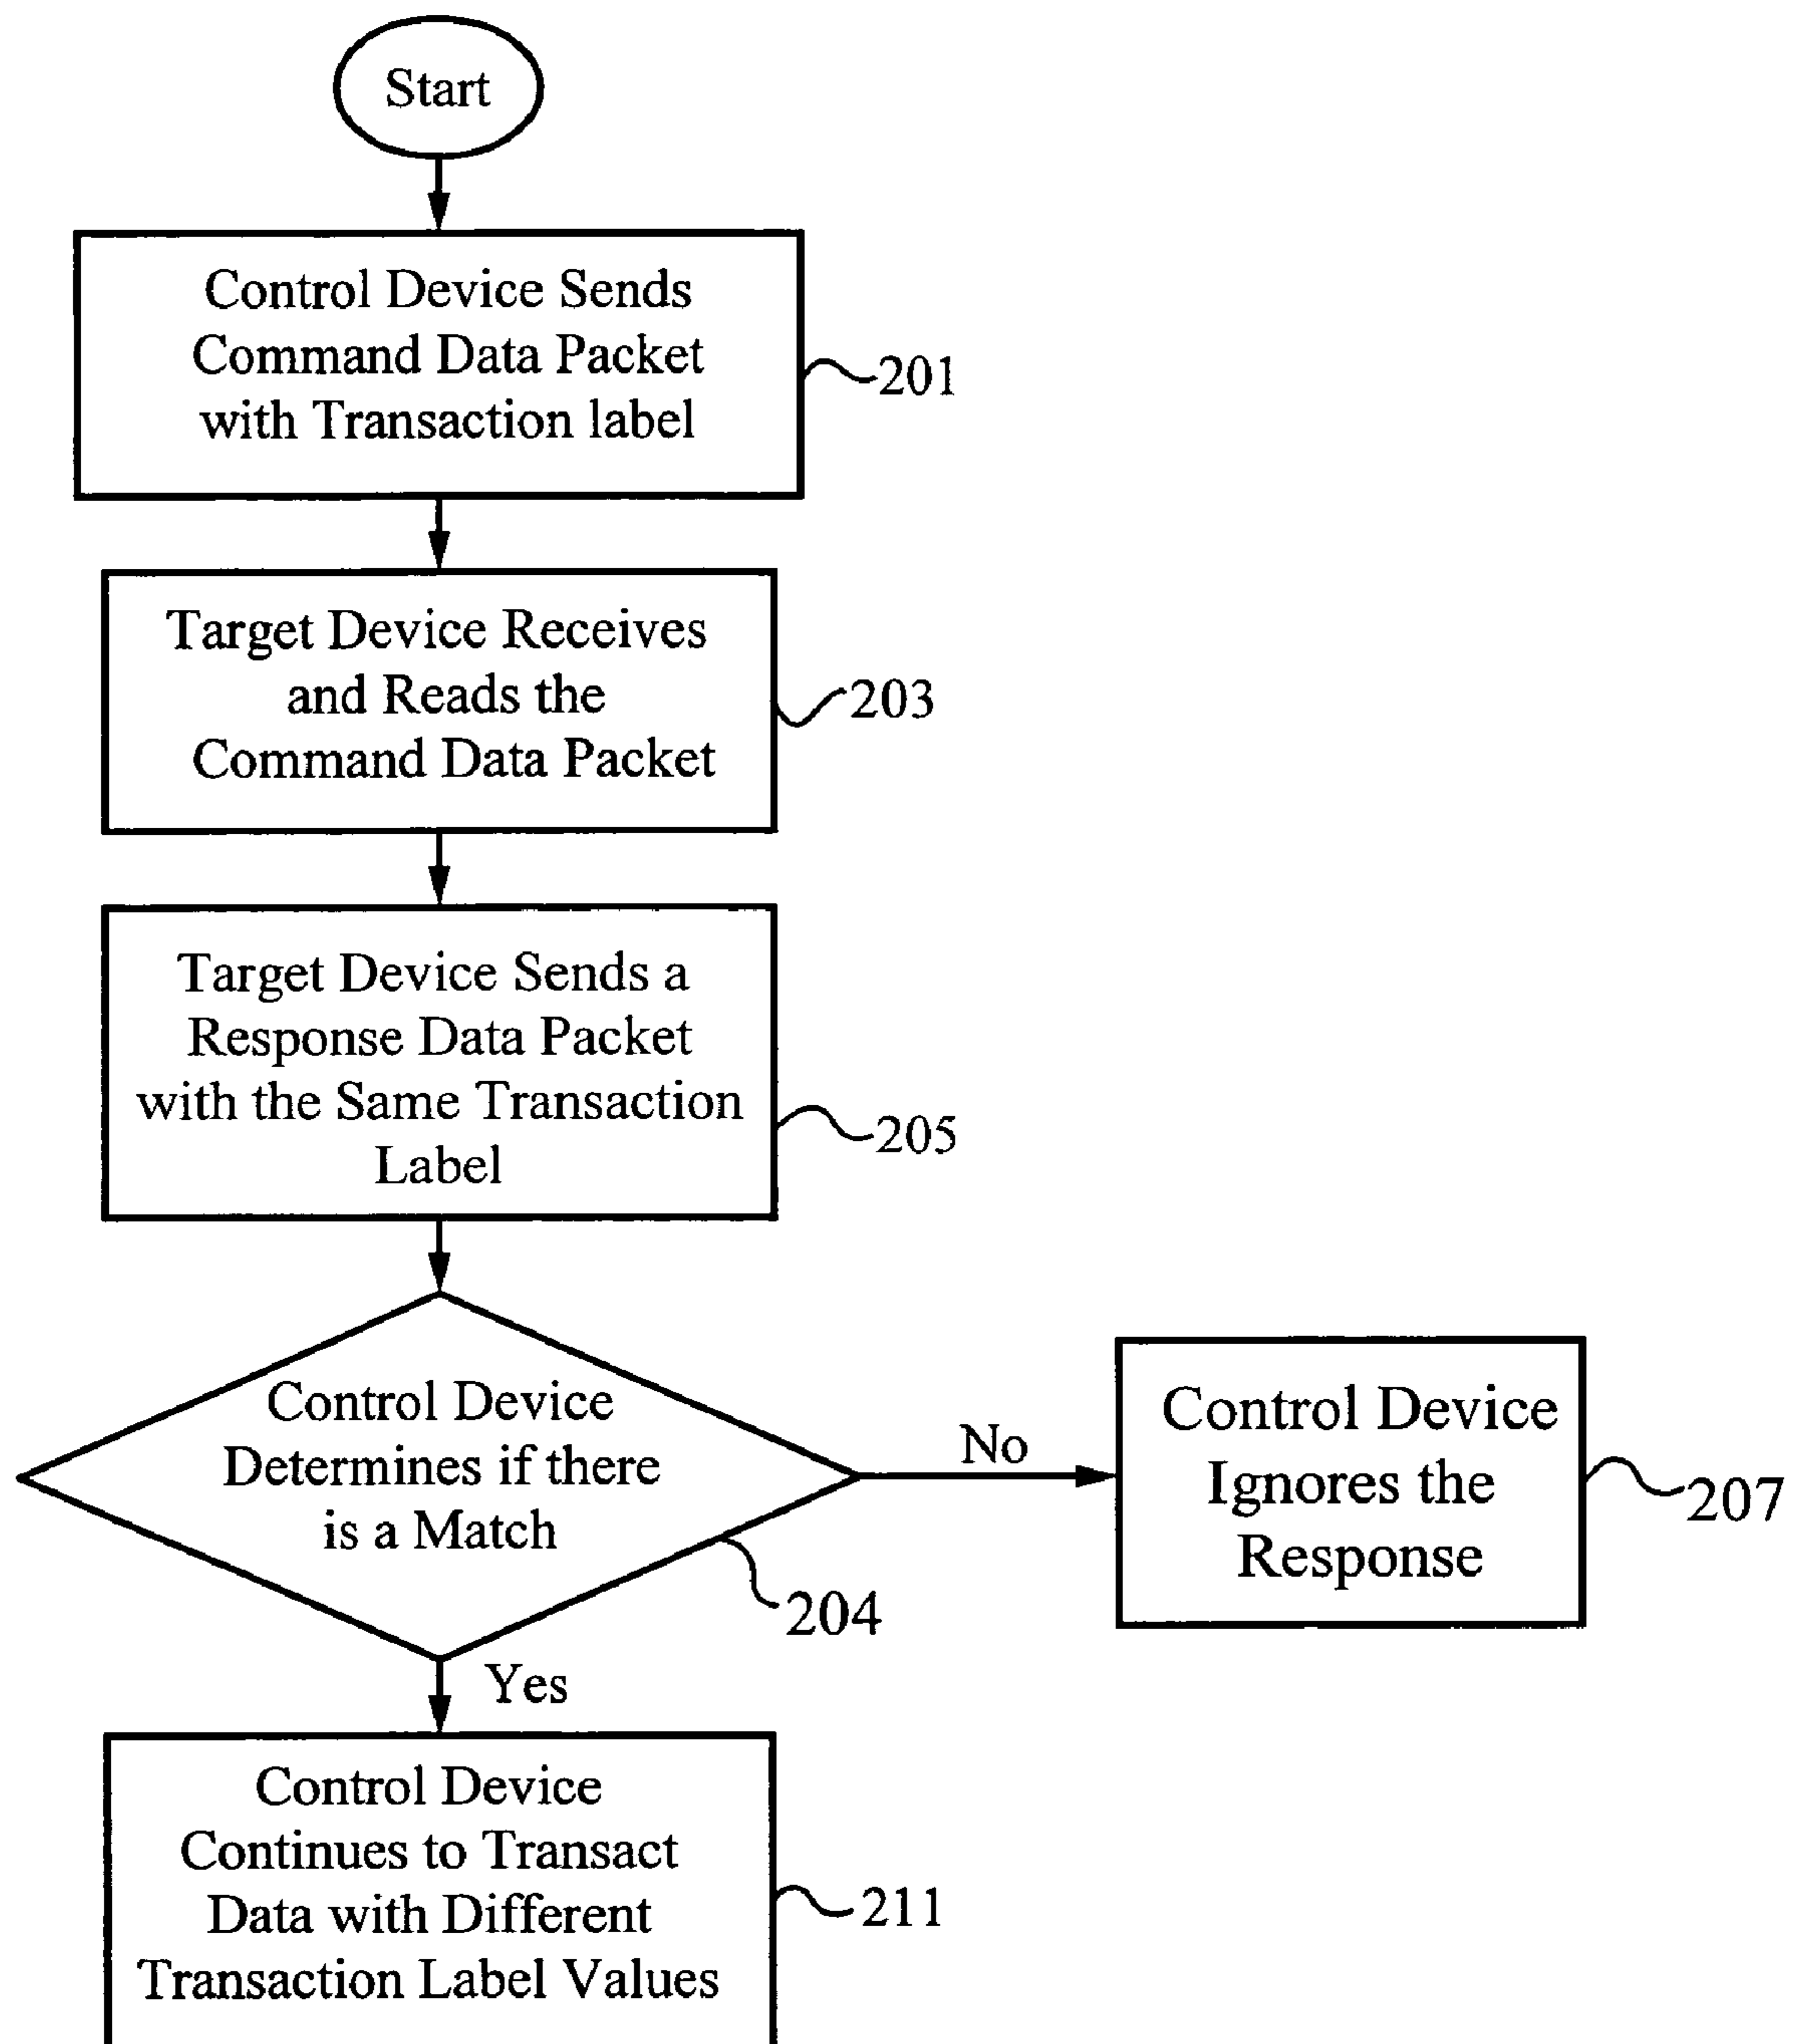 Start
Control Device Sends
Command Data Packet
with Transaction label
201
Target Device Receives
and Reads the
Command Data Packet
203
Target Device Sends a
Response Data Packet
with the Same Transaction
Label
205
Control Device
Determines if there
is a Match
204
No
Control Device
Ignores the
Response
207
Yes
Control Device
Continues to Transact
Data with Different
Transaction Label Values
211